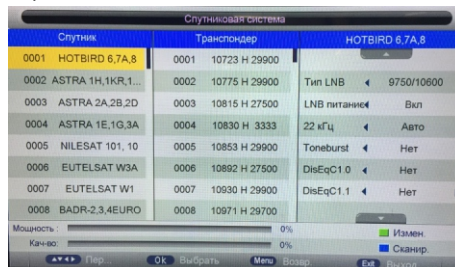 Спутниковая система
Спутник Транспондер HOTBIRD 6,7A,8
0001 HOTBIRD 6,7A,8 0001 10723 H 29900
0002 ASTRA 1H,1KR,1... 0002 10775 H 29900 Тип LNB 9750/10600
0003 ASTRA 2A,2B,2D 0003 10815 H 27500 LNB питание Вкл
0004 ASTRA 1E,1G,3A 0004 10830 H 3333 22 кГц Авто
0005 NILESAT 101, 10 0005 10853 H 29900 Toneburst Нет
0006 EUTELSAT W3A 0006 10892 H 27500 DisEqC1.0 Нет
0007 EUTELSAT W1 0007 10930 H 29900 DisEqC1.1 Нет
0008 BADR-2,3,4EURO 0008 10971 H 29700
Мощность : 0% Измен.
Кач-во: 0% Сканир.
Пер... Ok Выбрать Menu Возвр. Exit Выход